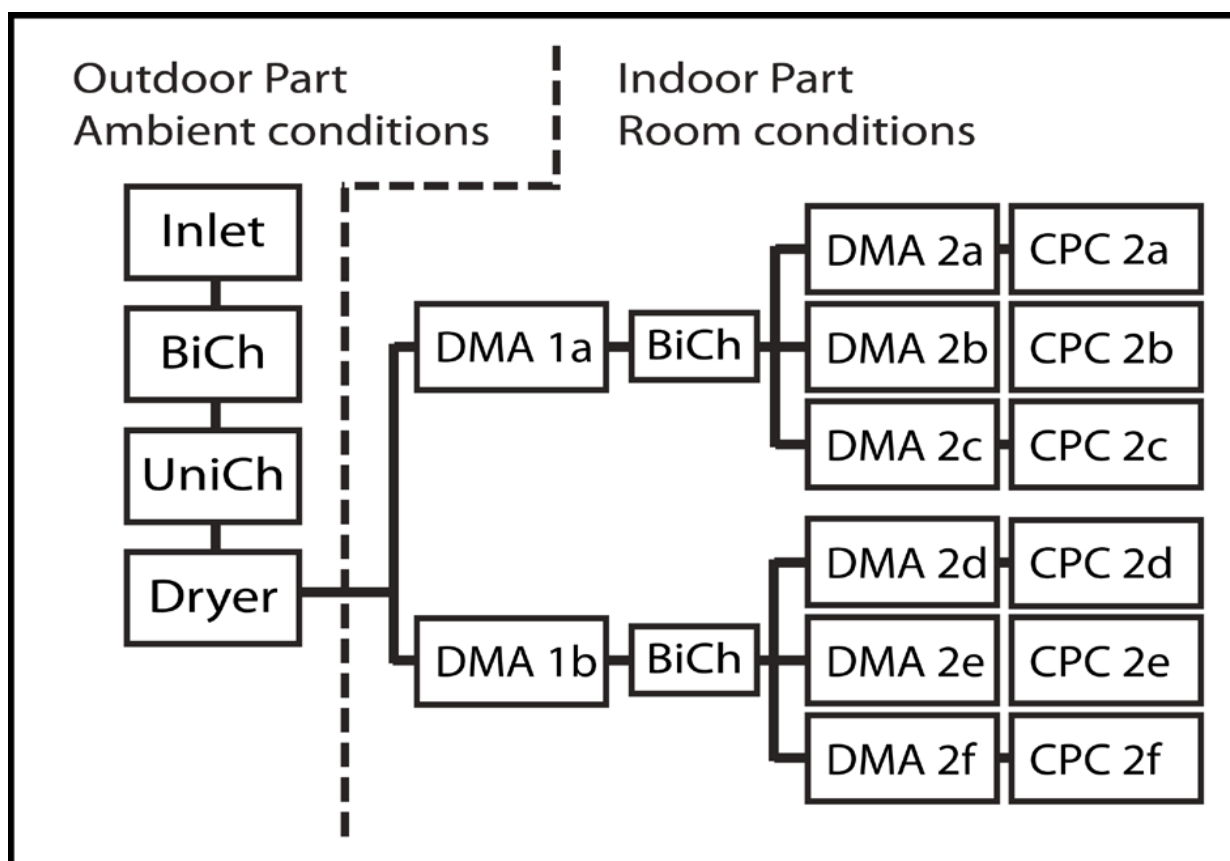 Outdoor Part
Ambient conditions
Indoor Part
Room conditions
Inlet
BiCh
UniCh
Dryer
DMA 1a
BiCh
DMA 2a
CPC 2a
DMA 2b
CPC 2b
DMA 2c
CPC 2c
DMA 1b
BiCh
DMA 2d
CPC 2d
DMA 2e
CPC 2e
DMA 2f
CPC 2f